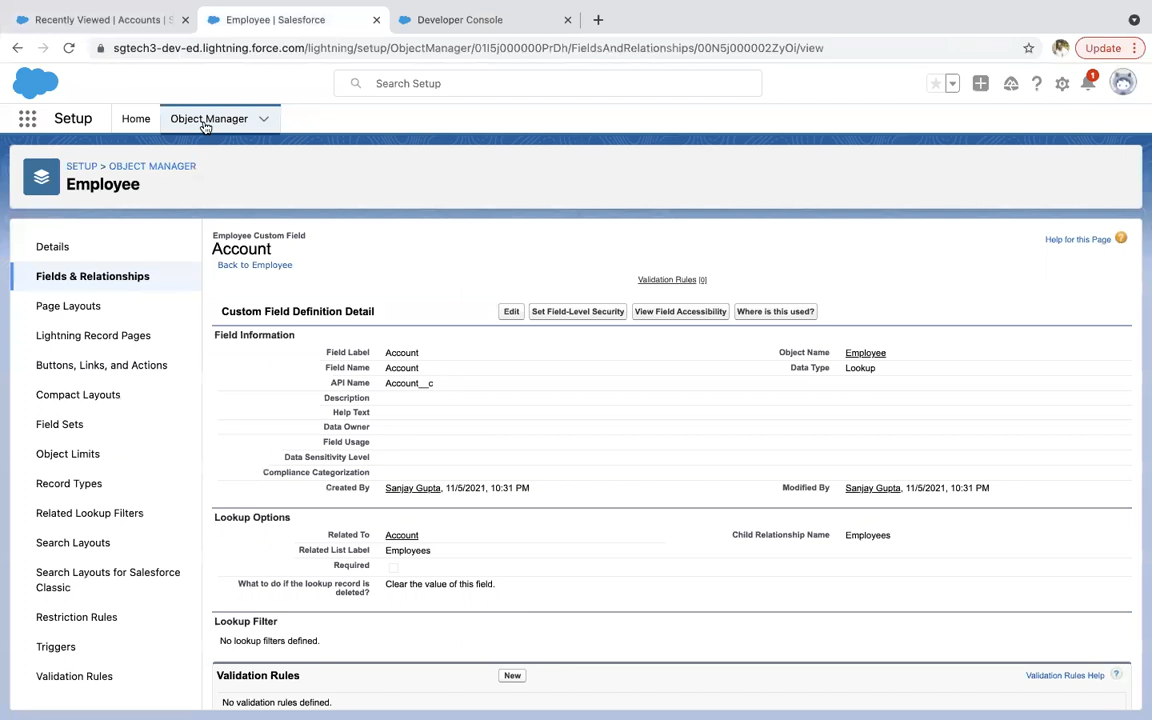 Recently Viewed | Accounts | S
Employee | Salesforce
Developer Console
sgtech3-dev-ed.lightning.force.com/lightning/setup/ObjectManager/01I5j000000PrDh/FieldsAndRelationships/00N5j000002ZyOi/view
Update
Search Setup
1
Setup
Home
Object Manager
SETUP > OBJECT MANAGER
Employee
Details
Fields & Relationships
Page Layouts
Lightning Record Pages
Buttons, Links, and Actions
Compact Layouts
Field Sets
Object Limits
Record Types
Related Lookup Filters
Search Layouts
Search Layouts for Salesforce
Classic
Restriction Rules
Triggers
Validation Rules
Employee Custom Field
Account
Back to Employee
Help for this Page
Validation Rules [0]
Custom Field Definition Detail
Edit
Set Field-Level Security
View Field Accessibility
Where is this used?
Field Information
Field Label Account Object Name Employee
Field Name Account Data Type Lookup
API Name Account__c
Description
Help Text
Data Owner
Field Usage
Data Sensitivity Level
Compliance Categorization
Created By Sanjay Gupta, 11/5/2021, 10:31 PM Modified By Sanjay Gupta, 11/5/2021, 10:31 PM
Lookup Options
Related To Account Child Relationship Name Employees
Related List Label Employees
Required
What to do if the lookup record is Clear the value of this field.
deleted?
Lookup Filter
No lookup filters defined.
Validation Rules New Validation Rules Help ?
No validation rules defined.